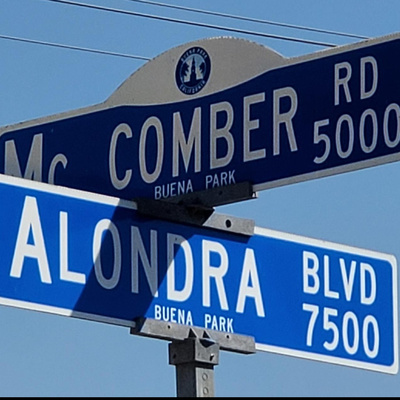 Mc COMBER RD
5000
BUENA PARK
ALONDRA BLVD
7500
BUENA PARK